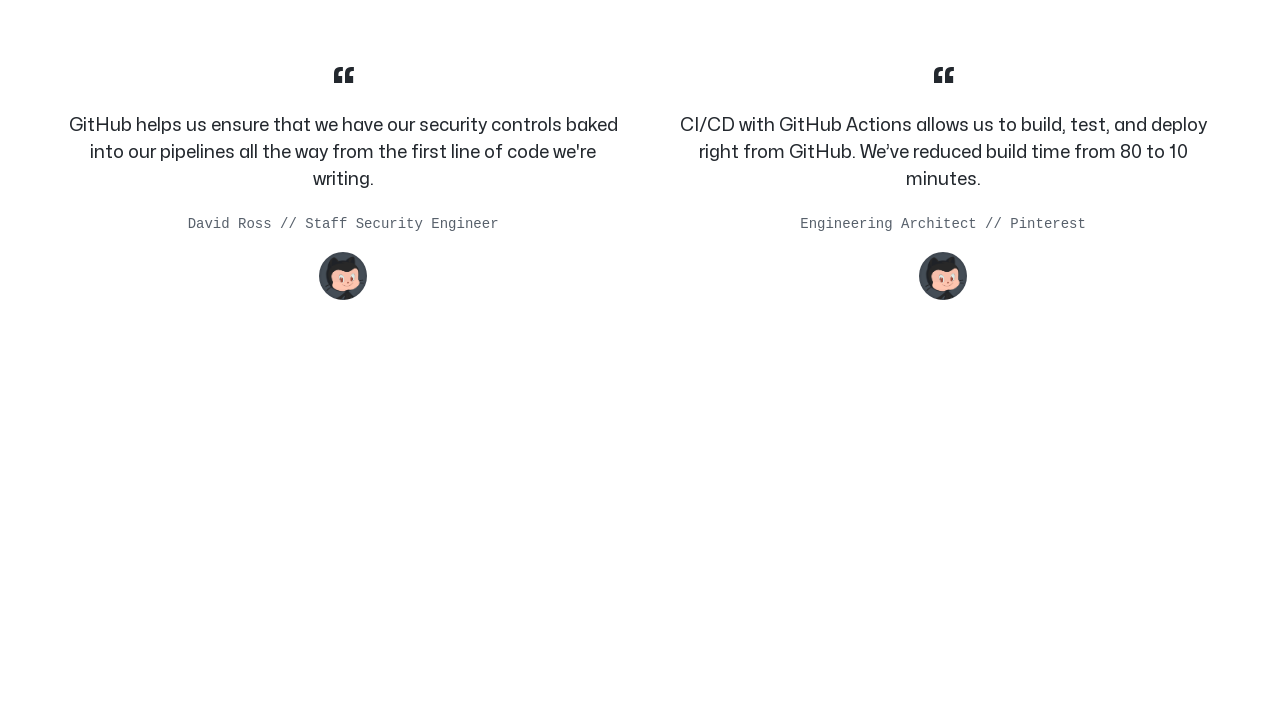 “
GitHub helps us ensure that we have our security controls baked
into our pipelines all the way from the first line of code we're
writing.
David Ross // Staff Security Engineer
“
CI/CD with GitHub Actions allows us to build, test, and deploy
right from GitHub. We’ve reduced build time from 80 to 10
minutes.
Engineering Architect // Pinterest